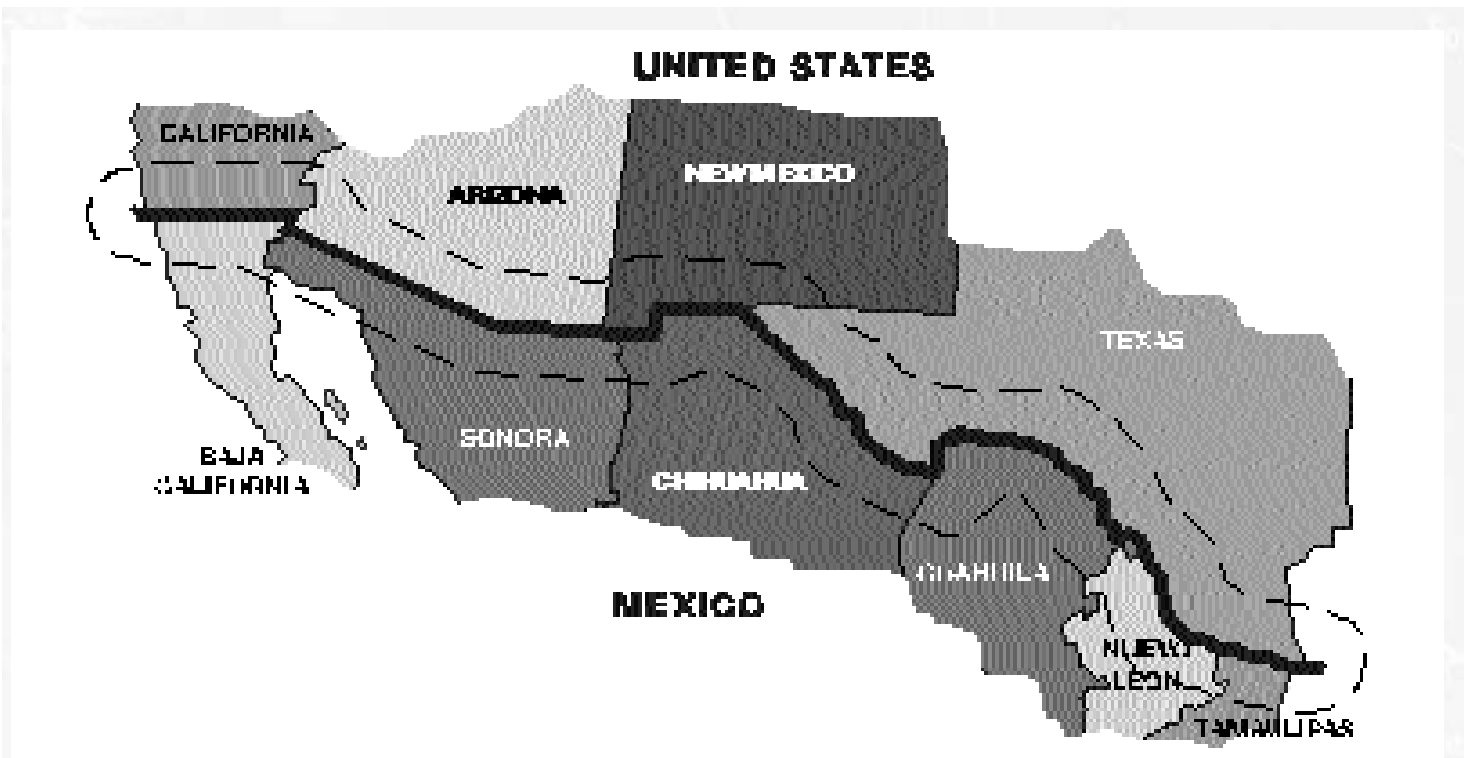 UNITED STATES
CALIFORNIA
NEW MEXICO
ARIZONA
TEXAS
SONORA
BAJA
CALIFORNIA
CHIHUAHUA
COAHUILA
MEXICO
NUEVO
LEON
TAMAULIPAS